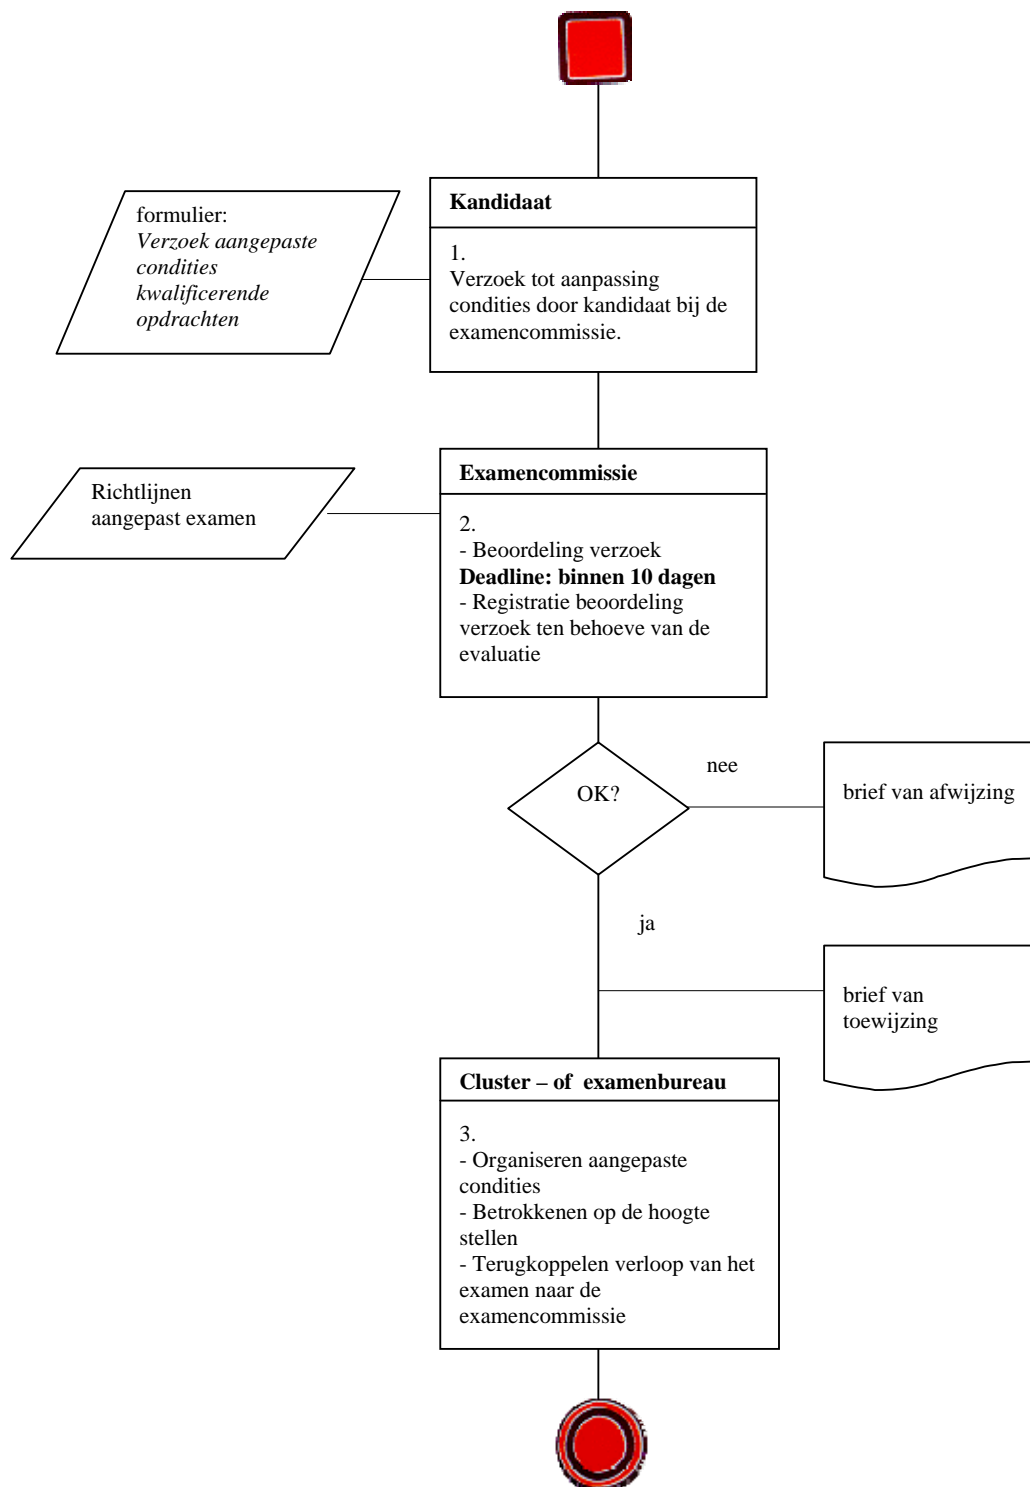 Kandidaat
formulier:
Verzoek aangepaste
condities
kwalificerende
opdrachten
1.
Verzoek tot aanpassing
condities door kandidaat bij de
examencommissie.
Examencommissie
Richtlijnen
aangepast examen
2.
- Beoordeling verzoek
Deadline: binnen 10 dagen
- Registratie beoordeling
verzoek ten behoeve van de
evaluatie
OK?
nee
brief van afwijzing
ja
brief van
toewijzing
Cluster – of examenbureau
3.
- Organiseren aangepaste
condities
- Betrokkenen op de hoogte
stellen
- Terugkoppelen verloop van het
examen naar de
examencommissie